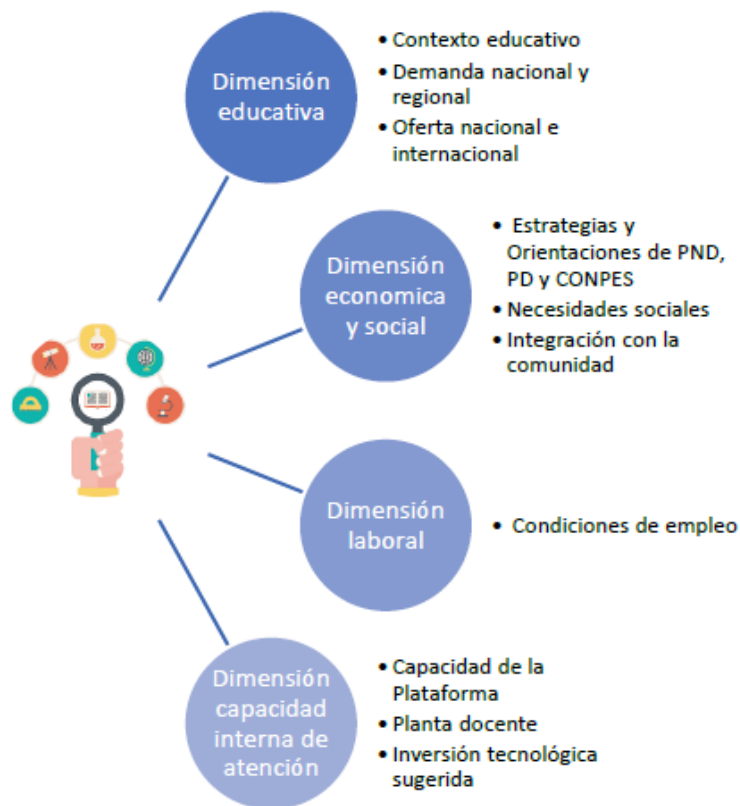 Dimensión
educativa
• Contexto educativo
• Demanda nacional y
regional
• Oferta nacional e
internacional
Dimensión
economica
y social
• Estrategias y
Orientaciones de PND,
PD y CONPES
• Necesidades sociales
• Integración con la
comunidad
Dimensión
laboral
• Condiciones de empleo
Dimensión
capacidad
interna de
atención
• Capacidad de la
Plataforma
• Planta docente
• Inversión tecnológica
sugerida